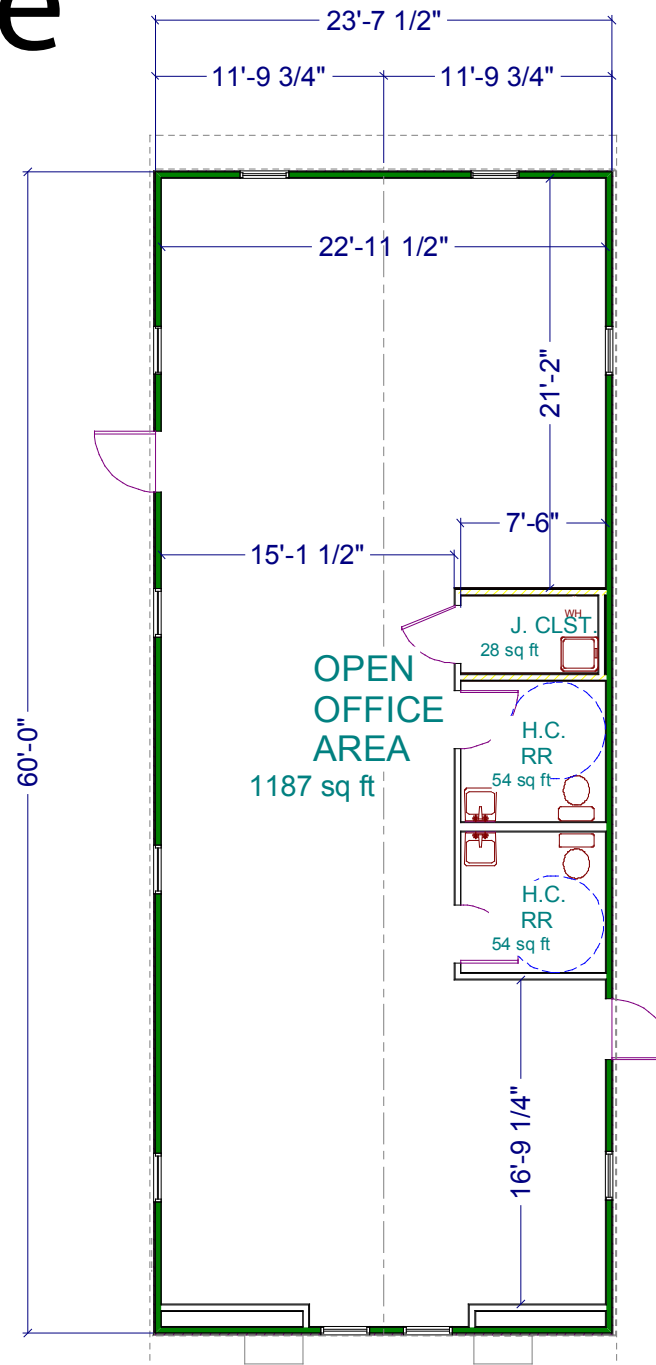 e
23'-7 1/2"
11'-9 3/4"
11'-9 3/4"
22'-11 1/2"
21'-2"
7'-6"
15'-1 1/2"
WH
J. CLST.
28 sq ft
OPEN
OFFICE
AREA
1187 sq ft
60'-0"
H.C.
RR
54 sq ft
H.C.
RR
54 sq ft
16'-9 1/4"